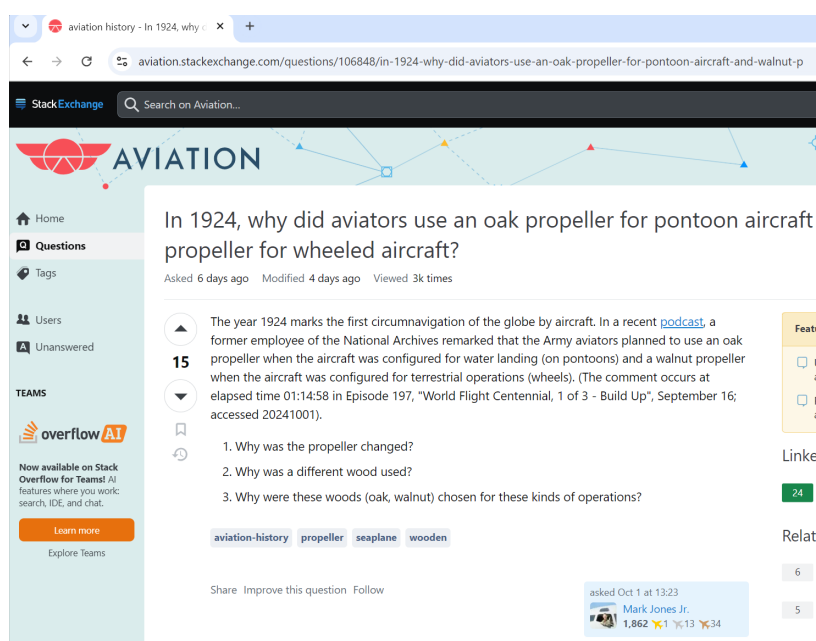 aviation history - In 1924, why
aviation.stackexchange.com/questions/106848/in-1924-why-did-aviators-use-an-oak-propeller-for-pontoon-aircraft-and-walnut-p
StackExchange
Search on Aviation...
AVIATION
Home
Questions
Tags
Users
Unanswered
TEAMS
overflow AI
Now available on Stack
Overflow for Teams! AI
features where you work:
search, IDE, and chat.
Learn more
Explore Teams
In 1924, why did aviators use an oak propeller for pontoon aircraft
propeller for wheeled aircraft?
Asked 6 days ago Modified 4 days ago Viewed 3k times
15
The year 1924 marks the first circumnavigation of the globe by aircraft. In a recent podcast, a
former employee of the National Archives remarked that the Army aviators planned to use an oak
propeller when the aircraft was configured for water landing (on pontoons) and a walnut propeller
when the aircraft was configured for terrestrial operations (wheels). (The comment occurs at
elapsed time 01:14:58 in Episode 197, "World Flight Centennial, 1 of 3 - Build Up", September 16;
accessed 20241001).
1. Why was the propeller changed?
2. Why was a different wood used?
3. Why were these woods (oak, walnut) chosen for these kinds of operations?
aviation-history propeller seaplane wooden
Share Improve this question Follow
asked Oct 1 at 13:23
Mark Jones Jr.
1,862 1 13 34
24
6
5